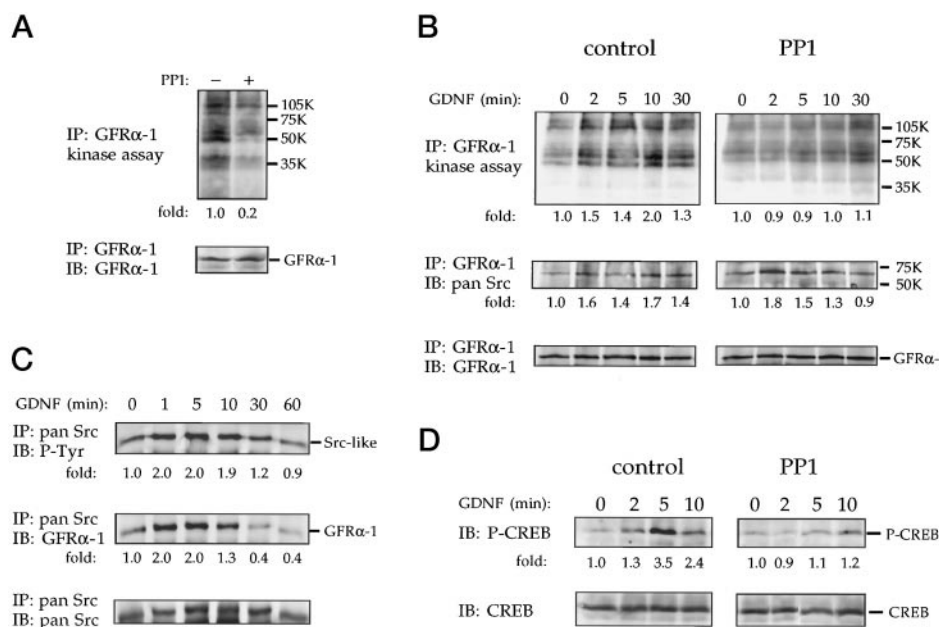 A
PP1: – +
105K
75K
IP: GFRα-1
kinase assay
50K
35K
fold: 1.0 0.2
IP: GFRα-1
IB: GFRα-1
GFRα-1
B
control PP1
GDNF (min): 0 2 5 10 30 0 2 5 10 30
105K
75K
IP: GFRα-1
kinase assay
50K
35K
fold: 1.0 1.5 1.4 2.0 1.3 1.0 0.9 0.9 1.0 1.1
IP: GFRα-1
IB: pan Src
75K
50K
fold: 1.0 1.6 1.4 1.7 1.4 1.0 1.8 1.5 1.3 0.9
IP: GFRα-1
IB: GFRα-1
GFRα-
C
GDNF (min): 0 1 5 10 30 60
IP: pan Src
IB: P-Tyr
Src-like
fold: 1.0 2.0 2.0 1.9 1.2 0.9
IP: pan Src
IB: GFRα-1
GFRα-1
fold: 1.0 2.0 2.0 1.3 0.4 0.4
IP: pan Src
IB: pan Src
D
control PP1
GDNF (min): 0 2 5 10 0 2 5 10
IB: P-CREB
P-CREB
fold: 1.0 1.3 3.5 2.4 1.0 0.9 1.1 1.2
IB: CREB
CREB